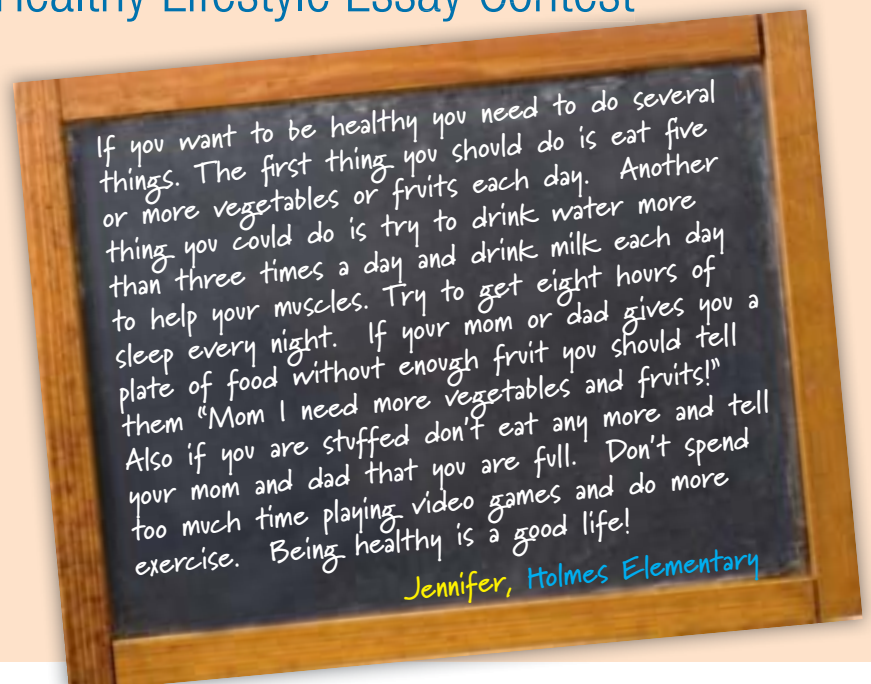 Healthy Lifestyle Essay Contest
If you want to be healthy you need to do several
things. The first thing you should do is eat five
or more vegetables or fruits each day. Another
thing you could do is try to drink water more
than three times a day and drink milk each day
to help your muscles. Try to get eight hours of
sleep every night. If your mom or dad gives you a
plate of food without enough fruit you should tell
them "Mom I need more vegetables and fruits!"
Also if you are stuffed don't eat any more and tell
your mom and dad that you are full. Don't spend
too much time playing video games and do more
exercise. Being healthy is a good life!
Jennifer, Holmes Elementary